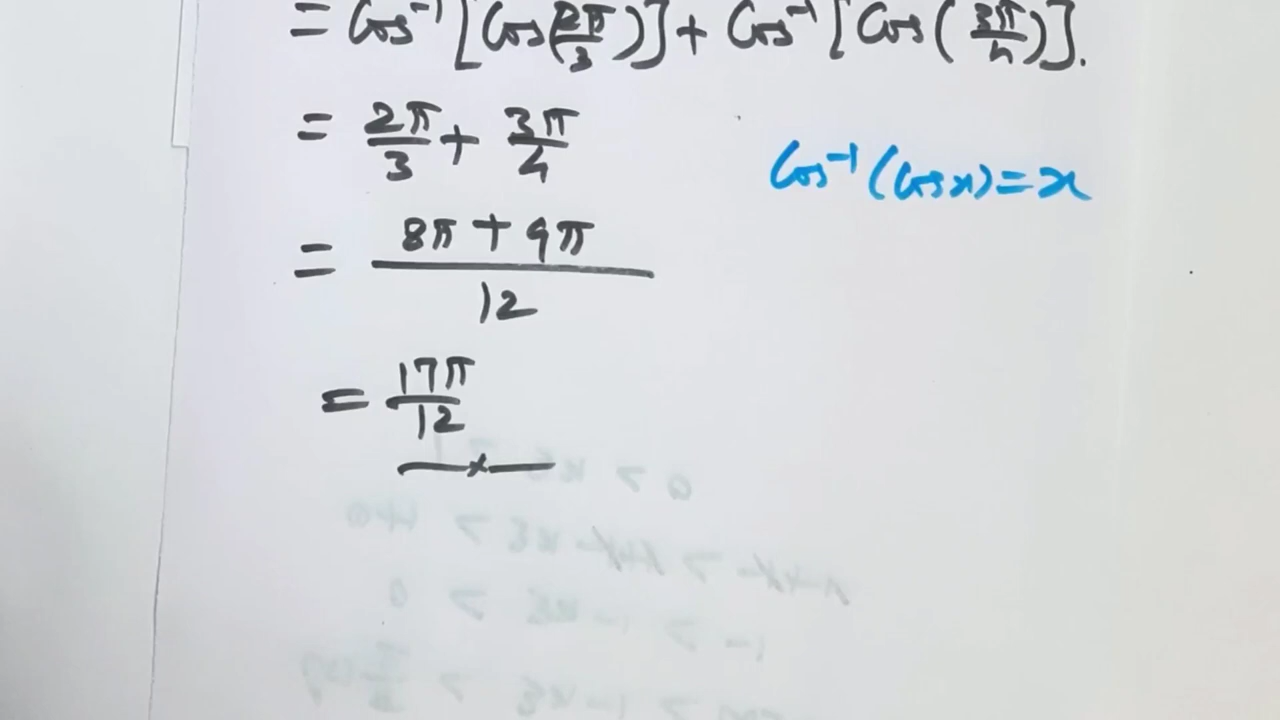 = Cos⁻¹[Cos(2π/3)] + Cos⁻¹[Cos(3π/4)].
= 2π/3 + 3π/4
Cos⁻¹(Cosx)=x
= 8π + 9π / 12
= 17π/12